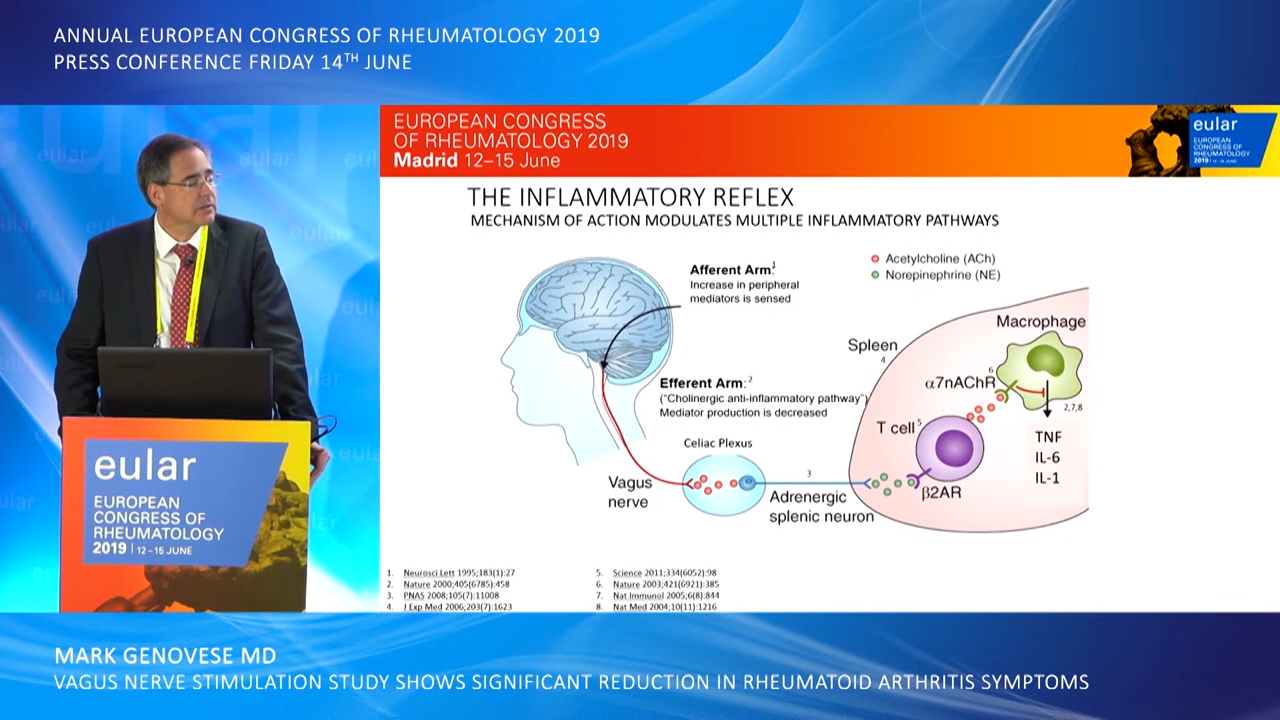 ANNUAL EUROPEAN CONGRESS OF RHEUMATOLOGY 2019
PRESS CONFERENCE FRIDAY 14TH JUNE
EUROPEAN CONGRESS
OF RHEUMATOLOGY 2019
Madrid 12–15 June
eular
EUROPEAN
CONGRESS OF
RHEUMATOLOGY
2019 | 12 - 15 JUNE
THE INFLAMMATORY REFLEX
MECHANISM OF ACTION MODULATES MULTIPLE INFLAMMATORY PATHWAYS
Afferent Arm:1
Increase in peripheral
mediators is sensed
Acetylcholine (ACh)
Norepinephrine (NE)
Macrophage
Spleen
4
α7nAChR
6
2,7,8
Efferent Arm:2
("Cholinergic anti-inflammatory pathway")
Mediator production is decreased
T cell5
TNF
IL-6
IL-1
Celiac Plexus
Vagus
nerve
3
Adrenergic
splenic neuron
β2AR
1. Neurosci Lett 1995;183(1):27
2. Nature 2000;405(6785):458
3. PNAS 2008;105(7):11008
4. J Exp Med 2006;203(7):1623
5. Science 2011;334(6052):98
6. Nature 2003;421(6921):385
7. Nat Immunol 2005;6(8):844
8. Nat Med 2004;10(11):1216
eular
EUROPEAN
CONGRESS OF
RHEUMATOLOGY
2019 | 12 - 15 JUNE
MARK GENOVESE MD
VAGUS NERVE STIMULATION STUDY SHOWS SIGNIFICANT REDUCTION IN RHEUMATOID ARTHRITIS SYMPTOMS